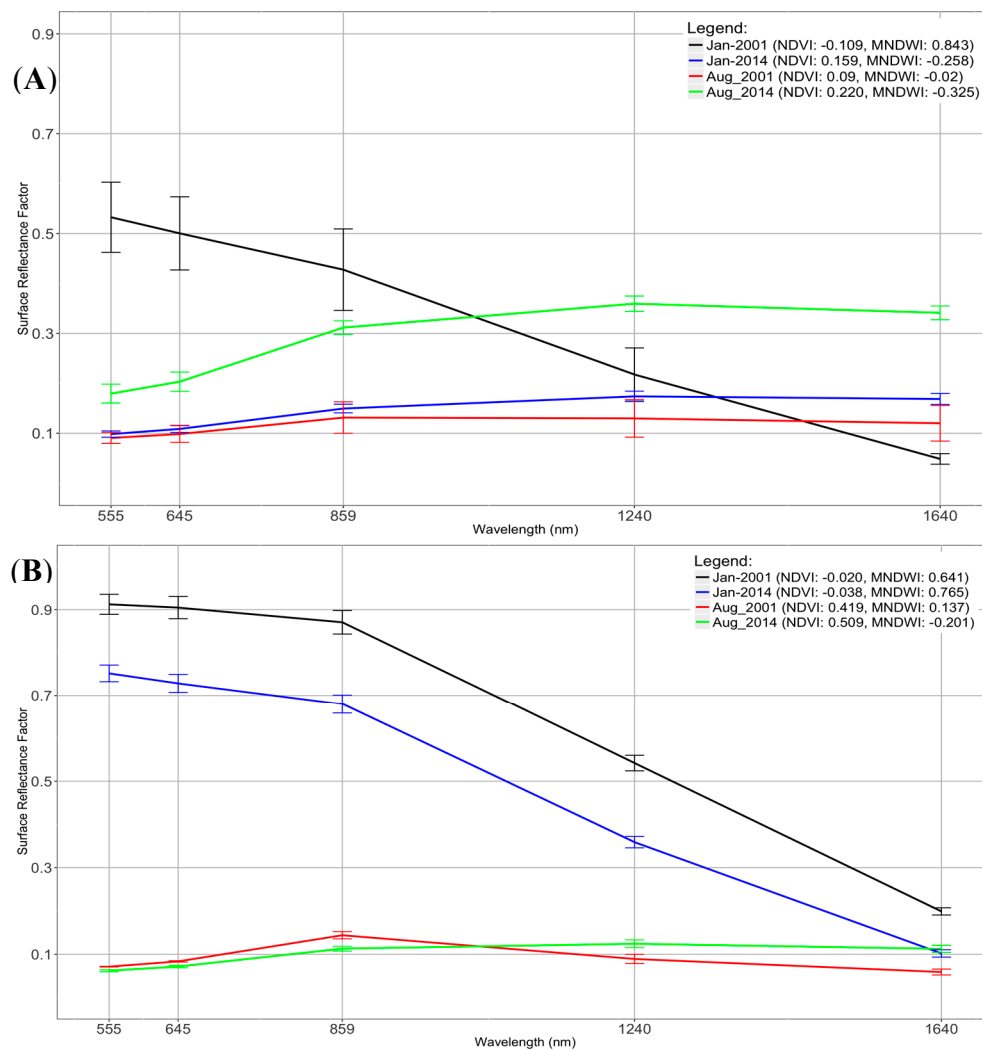 (A)
0.9
0.7
0.5
0.3
0.1
Surface Reflectance Factor
Legend:
Jan-2001 (NDVI: -0.109, MNDWI: 0.843)
Jan-2014 (NDVI: 0.159, MNDWI: -0.258)
Aug_2001 (NDVI: 0.09, MNDWI: -0.02)
Aug_2014 (NDVI: 0.220, MNDWI: -0.325)
555 645 859 1240 1640
Wavelength (nm)
(B)
0.9
0.7
0.5
0.3
0.1
Surface Reflectance Factor
Legend:
Jan-2001 (NDVI: -0.020, MNDWI: 0.641)
Jan-2014 (NDVI: -0.038, MNDWI: 0.765)
Aug_2001 (NDVI: 0.419, MNDWI: 0.137)
Aug_2014 (NDVI: 0.509, MNDWI: -0.201)
555 645 859 1240 1640
Wavelength (nm)